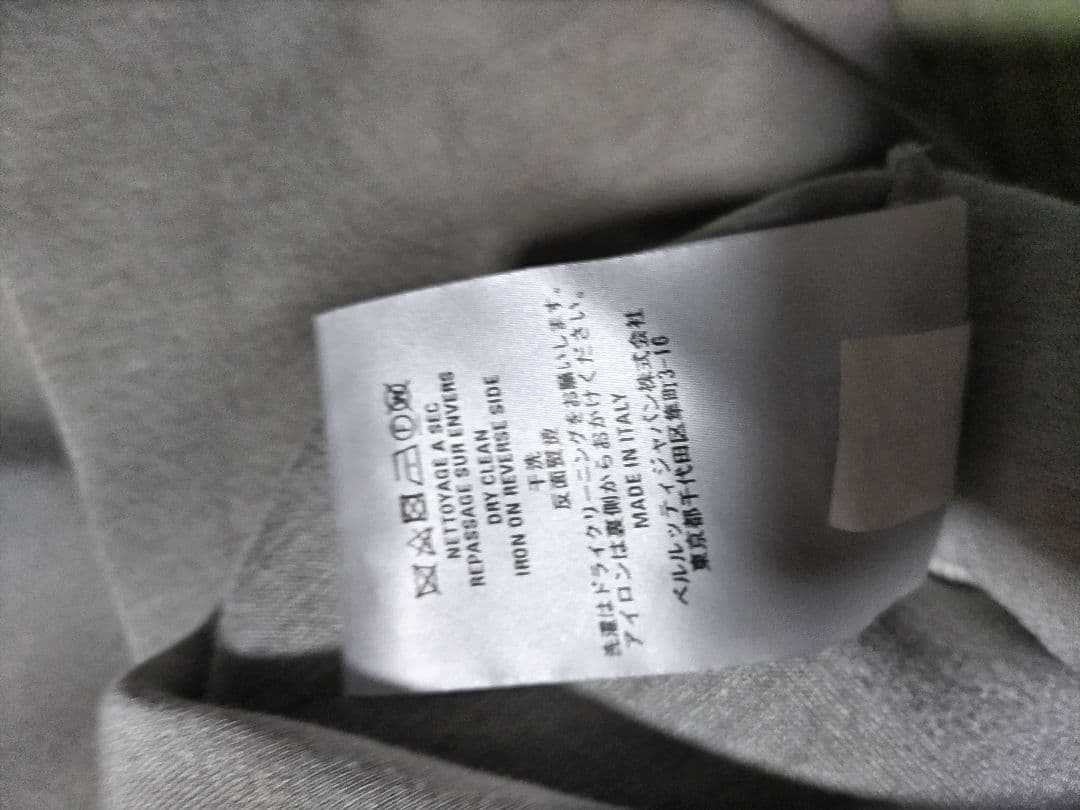 NETTOYAGE A SEC
REPASSAGE SUR ENVERS
DRY CLEAN
IRON ON REVERSE SIDE
干洗
反面熨烫
洗濯はドライクリーニングをお願いします。
アイロンは裏側からおかけください。
MADE IN ITALY
ベルルッティジャパン株式会社
東京都千代田区隼町3-16